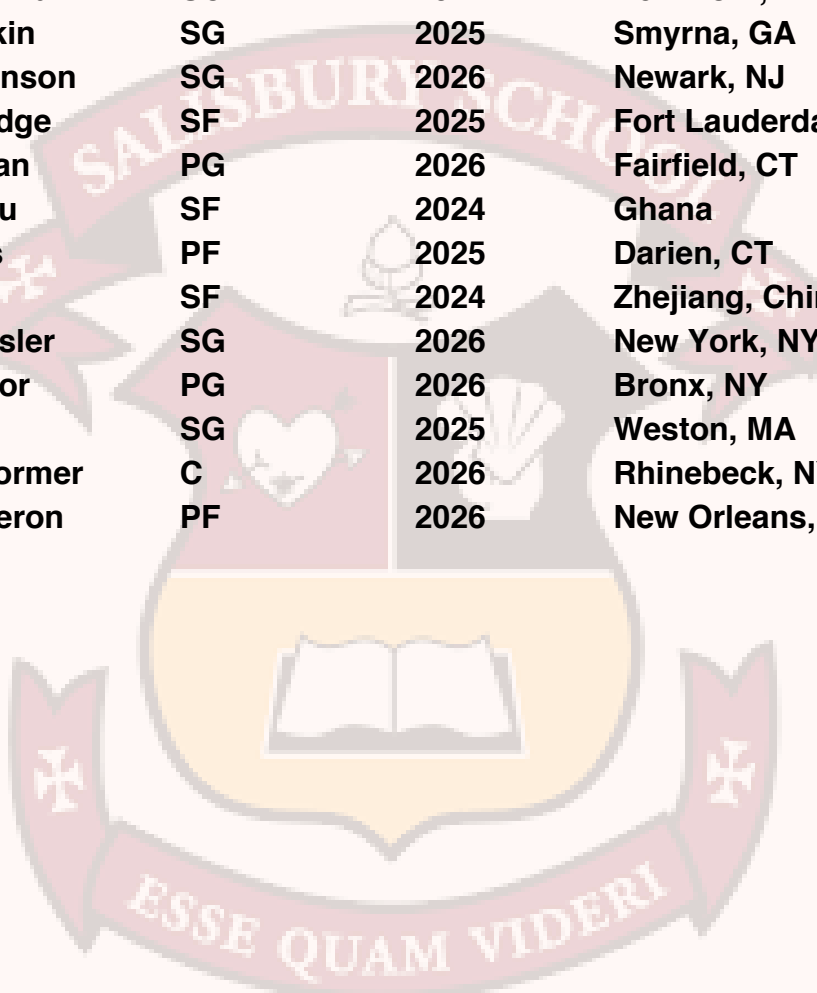 kin SG 2025 Smyrna, GA
nson SG 2026 Newark, NJ
dge SF 2025 Fort Lauderda
an PG 2026 Fairfield, CT
u SF 2024 Ghana
s PF 2025 Darien, CT
SF 2024 Zhejiang, Chin
sler SG 2026 New York, NY
or PG 2026 Bronx, NY
SG 2025 Weston, MA
ormer C 2026 Rhinebeck, NY
eron PF 2026 New Orleans,
SALISBURY SCHOOL
ESSE QUAM VIDERI